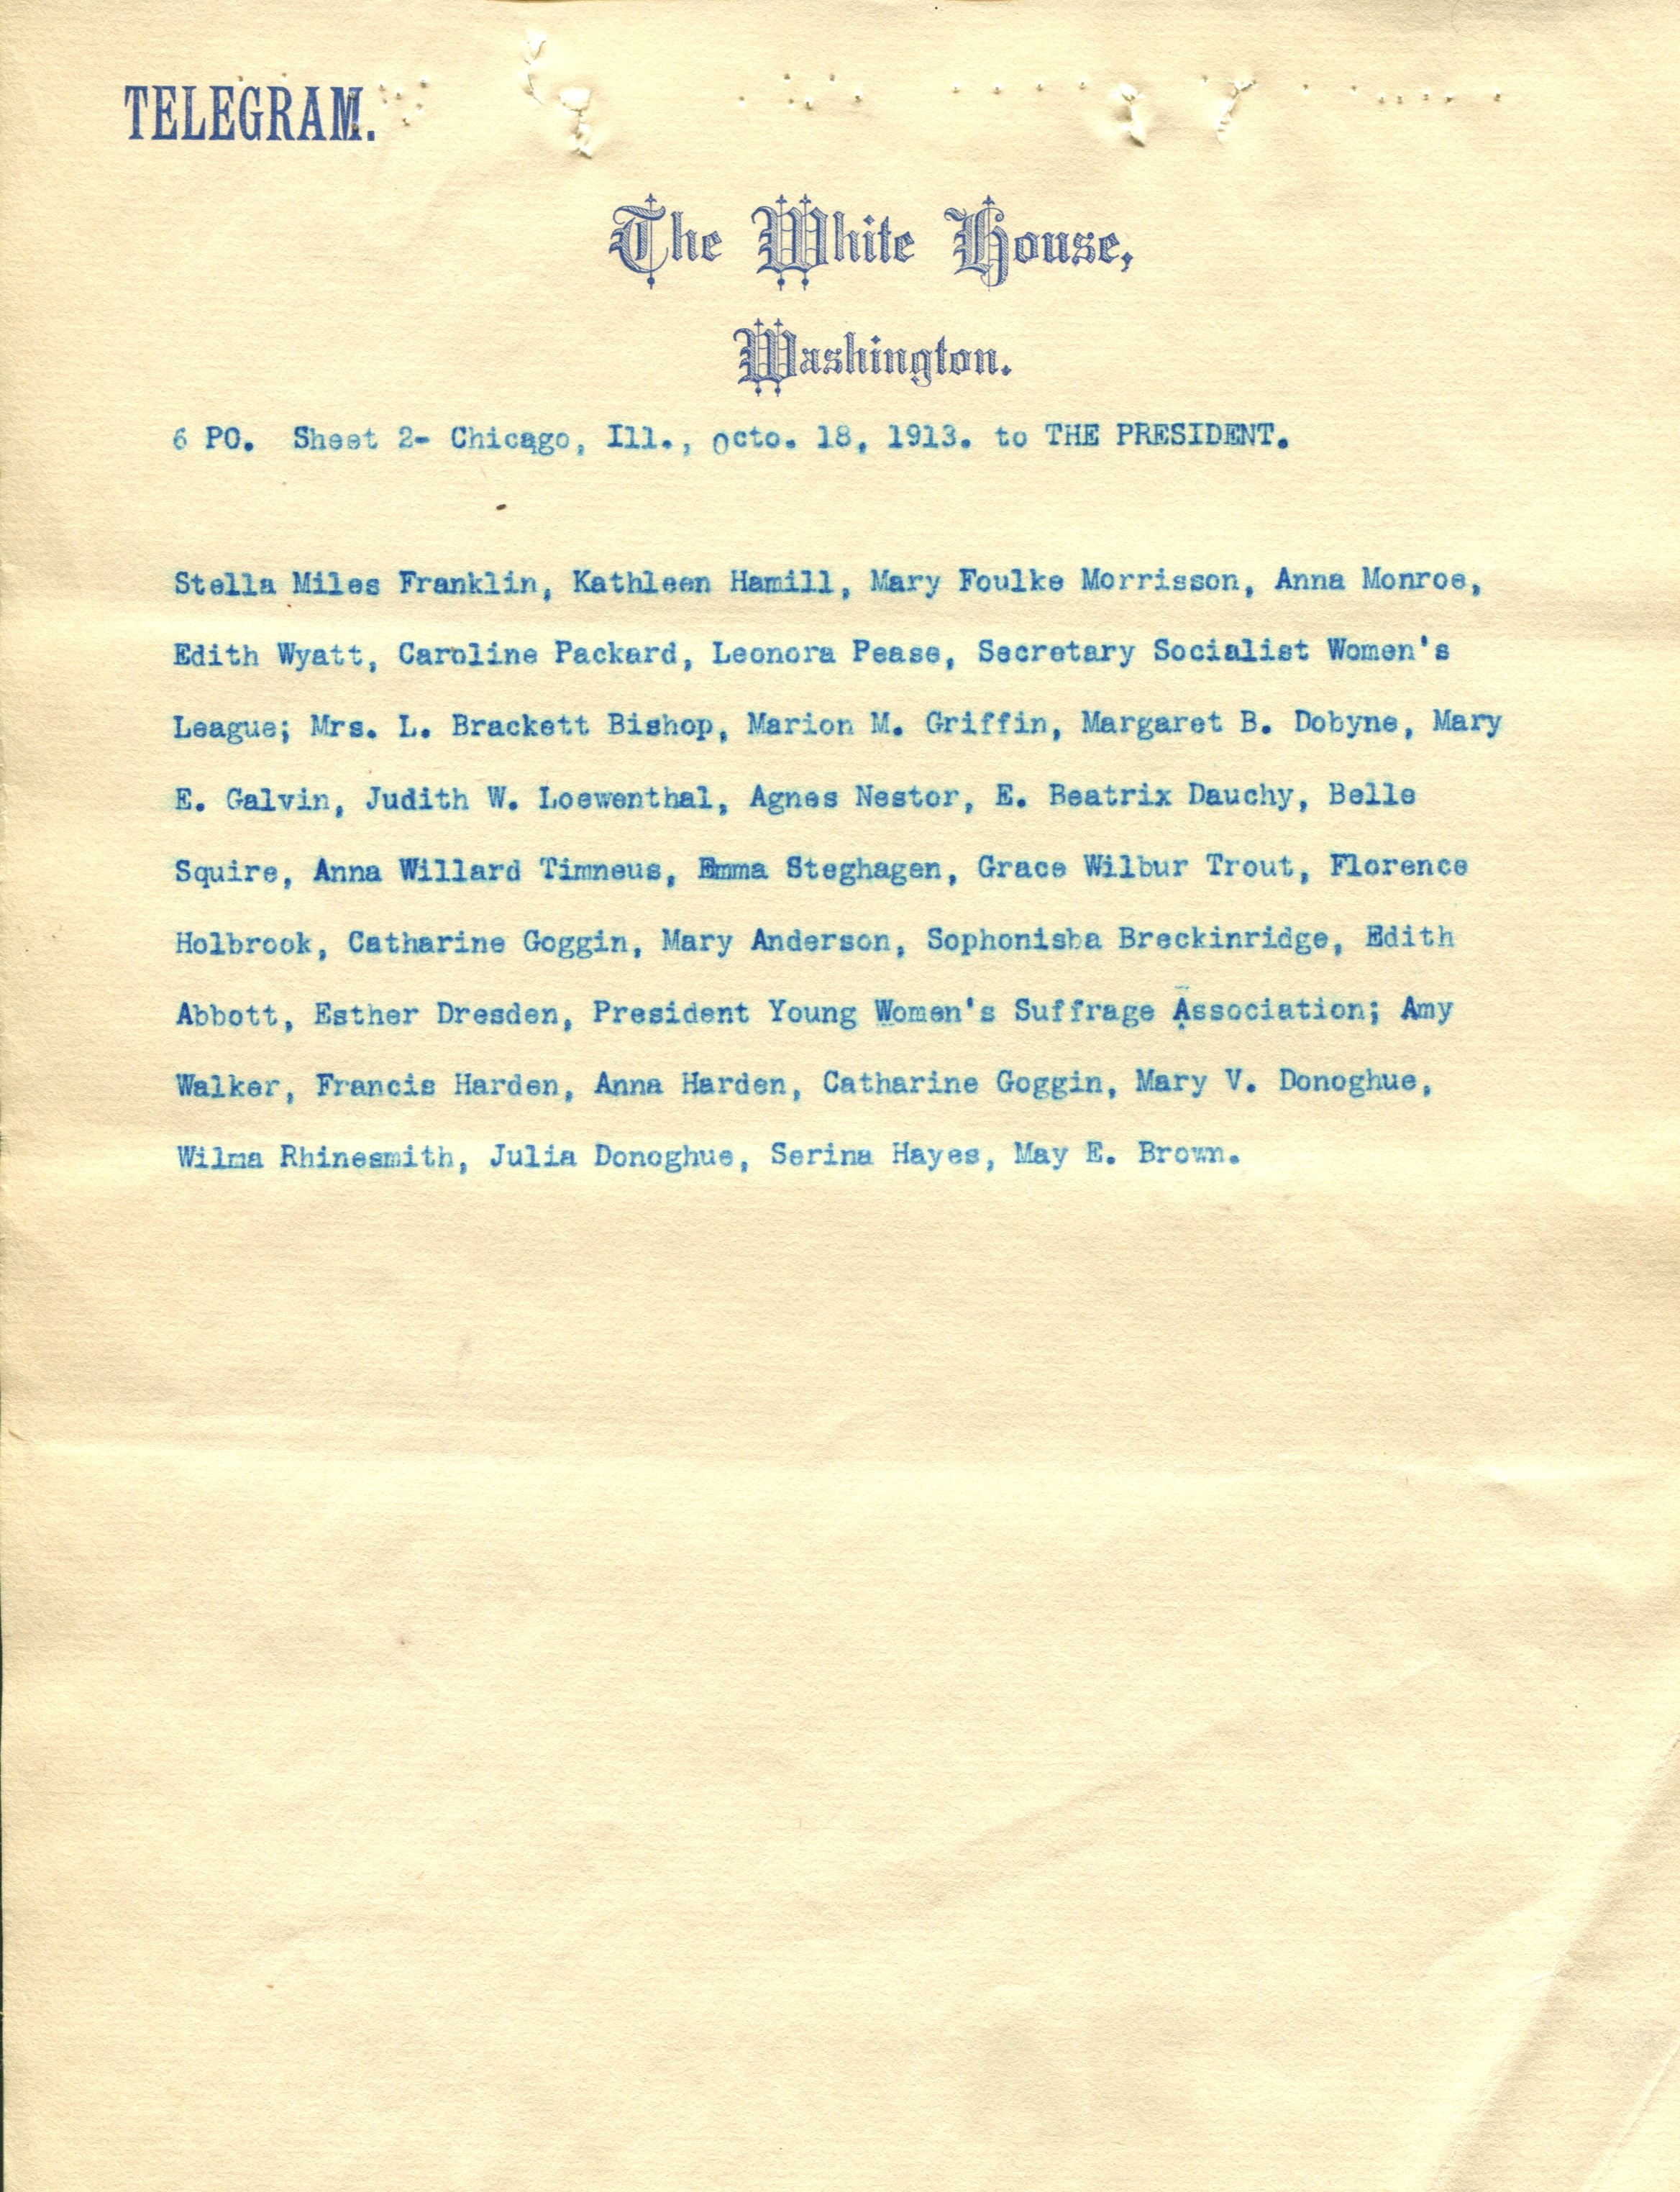 TELEGRAM.
The White House,
Washington.
6 PO. Sheet 2- Chicago, Ill., Octo. 18, 1913. to THE PRESIDENT.
Stella Miles Franklin, Kathleen Hamill, Mary Foulke Morrisson, Anna Monroe,
Edith Wyatt, Caroline Packard, Leonora Pease, Secretary Socialist Women's
League; Mrs. L. Brackett Bishop, Marion M. Griffin, Margaret B. Dobyne, Mary
E. Galvin, Judith W. Loewenthal, Agnes Nestor, E. Beatrix Dauchy, Belle
Squire, Anna Willard Timneus, Emma Steghagen, Grace Wilbur Trout, Florence
Holbrook, Catharine Goggin, Mary Anderson, Sophonisba Breckinridge, Edith
Abbott, Esther Dresden, President Young Women's Suffrage Association; Amy
Walker, Francis Harden, Anna Harden, Catharine Goggin, Mary V. Donoghue,
Wilma Rhinesmith, Julia Donoghue, Serina Hayes, May E. Brown.